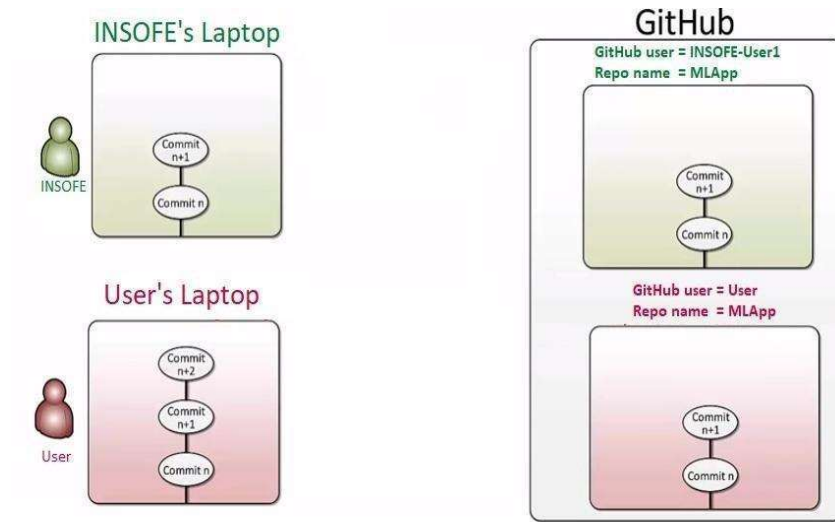 INSOFE's Laptop
INSOFE
Commit
n+1
Commit n
User's Laptop
User
Commit
n+2
Commit
n+1
Commit n
GitHub
GitHub user = INSOFE-User1
Repo name = MLApp
Commit
n+1
Commit n
GitHub user = User
Repo name = MLApp
Commit
n+1
Commit n